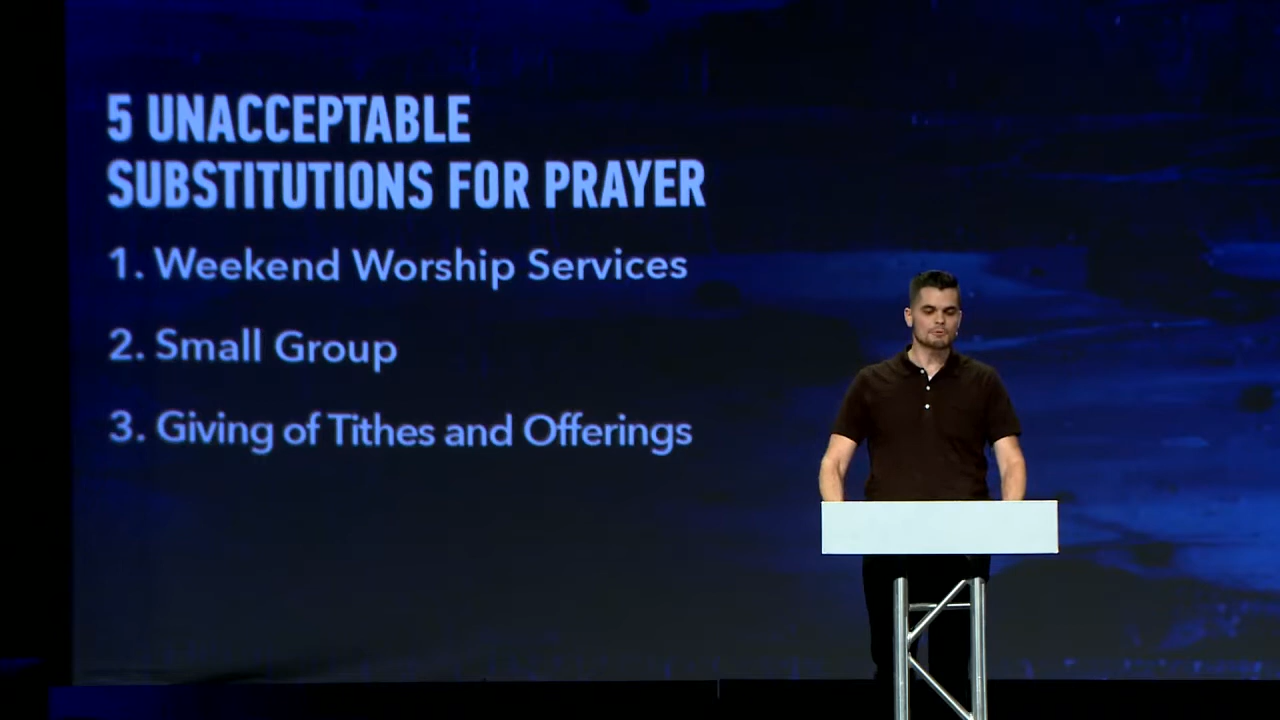 5 UNACCEPTABLE
SUBSTITUTIONS FOR PRAYER
1. Weekend Worship Services
2. Small Group
3. Giving of Tithes and Offerings